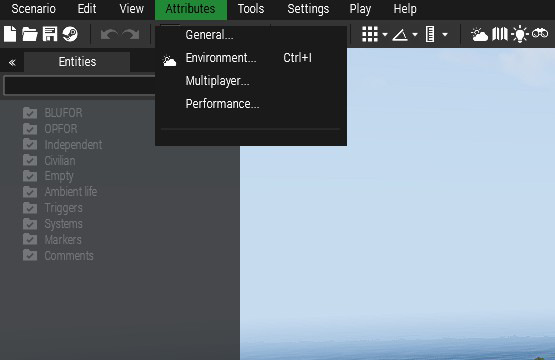 Scenario Edit View Attributes Tools Settings Play Help
General...
Environment... Ctrl+I
Multiplayer...
Performance...
« Entities
BLUFOR
OPFOR
Independent
Civilian
Empty
Ambient life
Triggers
Systems
Markers
Comments